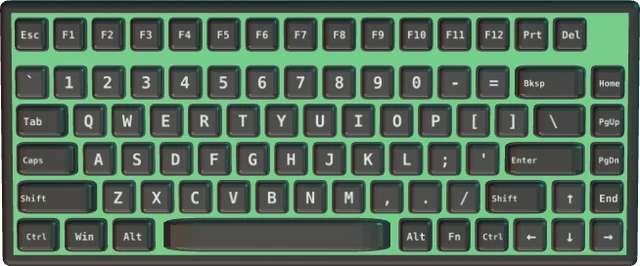 Esc F1 F2 F3 F4 F5 F6 F7 F8 F9 F10 F11 F12 Prt Del
` 1 2 3 4 5 6 7 8 9 0 - = Bksp Home
Tab Q W E R T Y U I O P [ ] \ PgUp
Caps A S D F G H J K L ; ' Enter PgDn
Shift Z X C V B N M , . / Shift ↑ End
Ctrl Win Alt Alt Fn Ctrl ← ↓ →